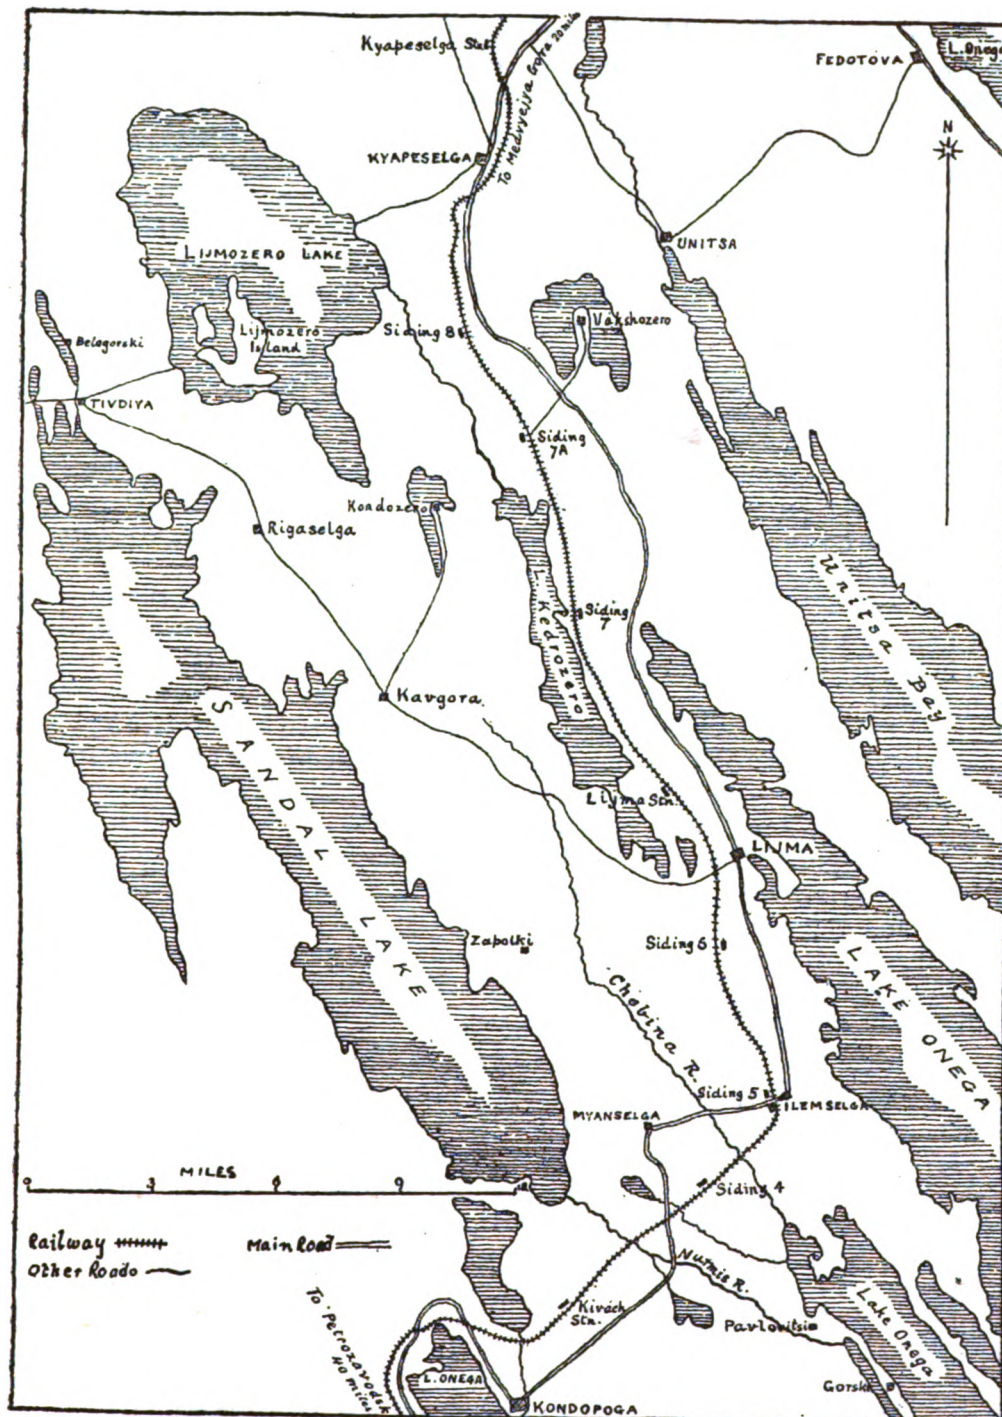 Kyapeselga Stn.
FEDOTOVA
L. Onega
To Medvyejya Gora 20 miles
N
KYAPESELGA
UNITSA
LIJMOZERO LAKE
Siding 8
Vakshozero
Lijmozero
Island
Belogorski
TIVDIYA
Siding
7A
Kondozero
Rigaselga
L. Kedrozero
Siding
7
Unitsa Bay
Kavgora
SANDAL LAKE
Lijma Stn.
LIJMA
Zapolki
Siding 6
Chebina R.
LAKE ONEGA
Siding 5
ILEMSELGA
MYANSELGA
MILES
0 3 6 9 12
Siding 4
Railway
Main Road
Other Roads
Nurmis R.
To Petrozavodsk
40 miles
Kivach
Stn.
Pavlovitsi
Lake Onega
L. ONEGA
Gorski
KONDOPOGA